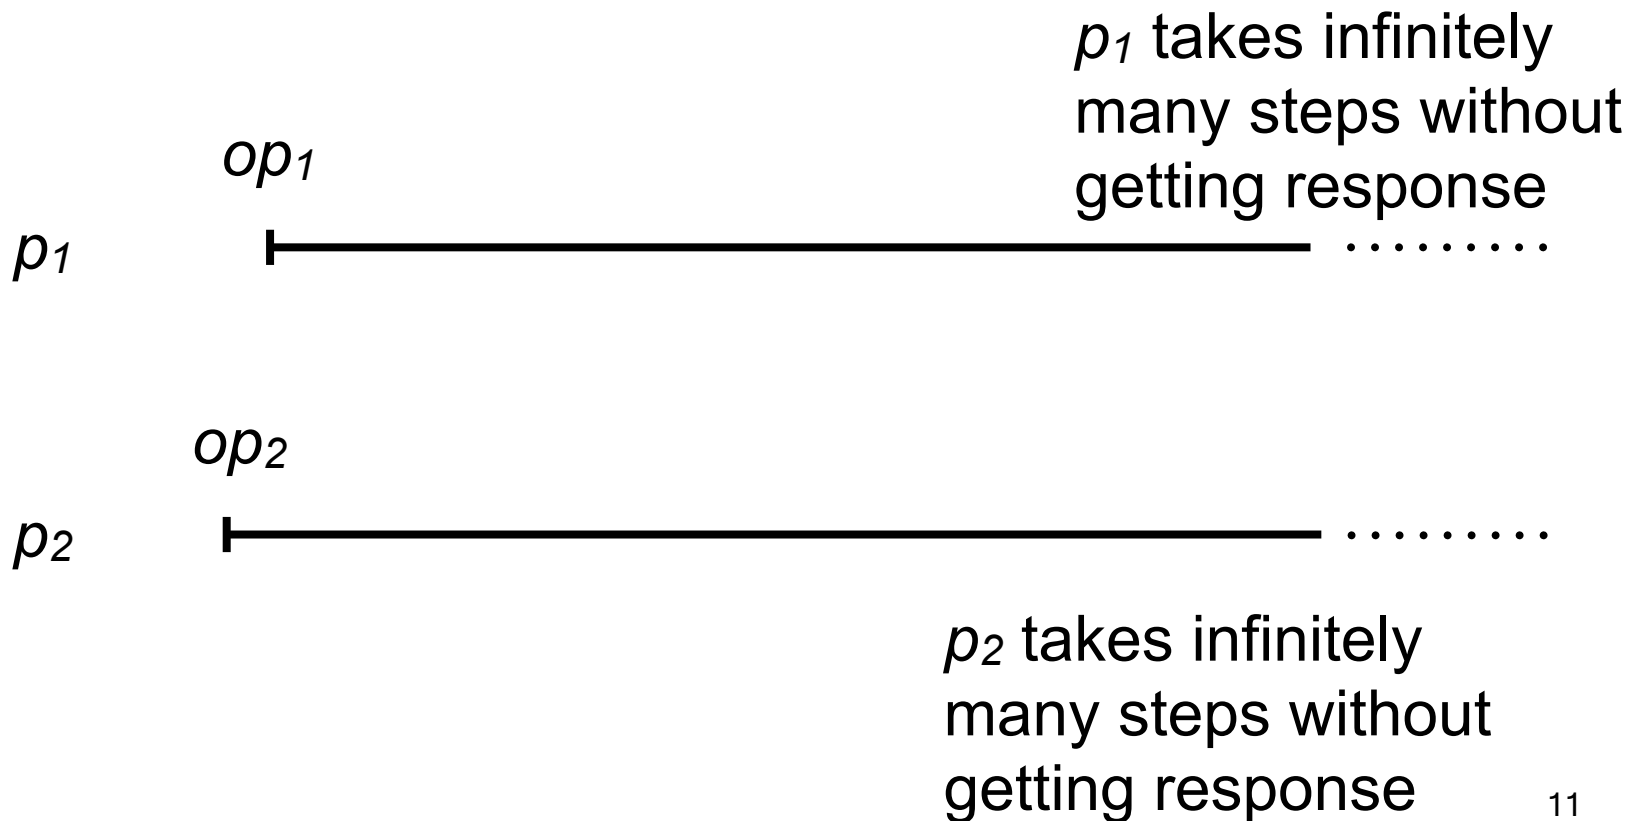 p1 takes infinitely
many steps without
getting response
op1
p1
op2
p2
p2 takes infinitely
many steps without
getting response
11